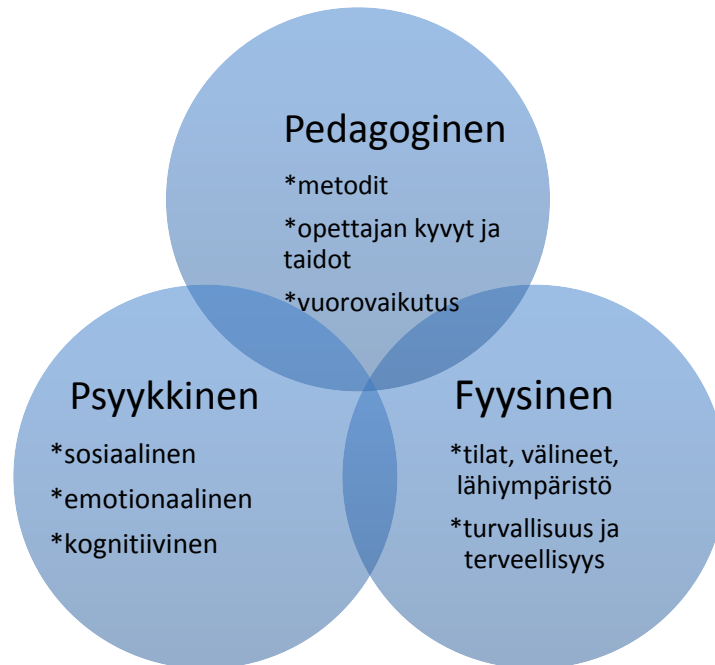 Pedagoginen
*metodit
*opettajan kyvyt ja
taidot
*vuorovaikutus
Psyykkinen
*sosiaalinen
*emotionaalinen
*kognitiivinen
Fyysinen
*tilat, välineet,
lähiympäristö
*turvallisuus ja
terveellisyys